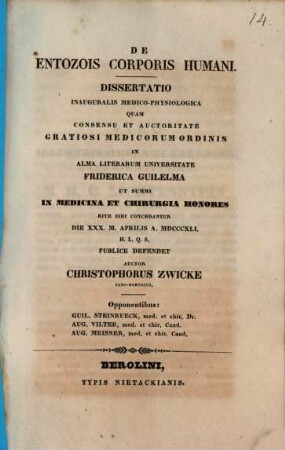 14.
DE
ENTOZOIS CORPORIS HUMANI.
DISSERTATIO
INAUGURALIS MEDICO-PHYSIOLOGICA
QUAM
CONSENSU ET AUCTORITATE
GRATIOSI MEDICORUM ORDINIS
IN
ALMA LITERARUM UNIVERSITATE
FRIDERICA GUILELMA
UT SUMMI
IN MEDICINA ET CHIRURGIA HONORES
RITE SIBI CONCEDANTUR
DIE XXX. M. APRILIS A. MDCCCXLI.
H. L. Q. S.
PUBLICE DEFENDET
AUCTOR
CHRISTOPHORUS ZWICKE
Opponentibus:
GUIL. STEINRUECK, med. et chir. Dr.
AUG. VILTER, med. et chir. Cand.
AUG. MEISNER, med. et chir. Cand.
BEROLINI,
TYPIS NIETACKIANIS.